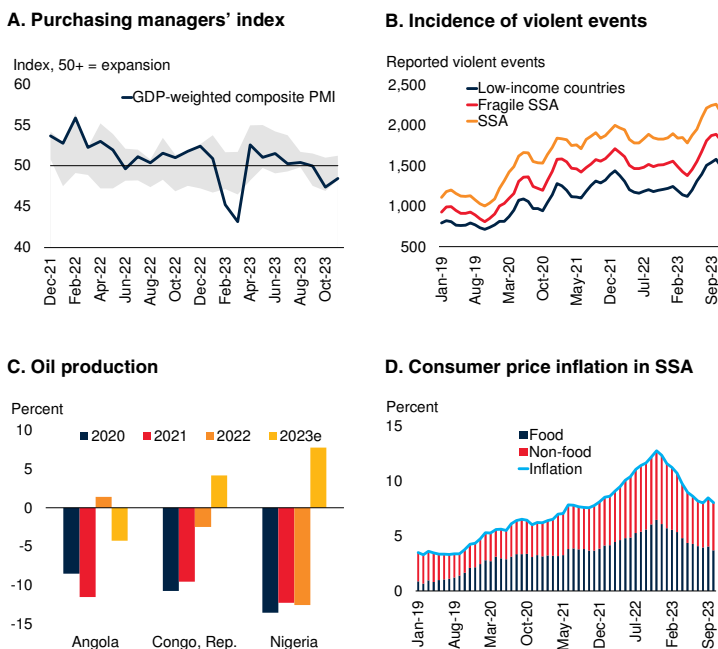 A. Purchasing managers' index
Index, 50+ = expansion
60
GDP-weighted composite PMI
55
50
45
40
Dec-21
Feb-22
Apr-22
Jun-22
Aug-22
Oct-22
Dec-22
Feb-23
Apr-23
Jun-23
Aug-23
Oct-23
B. Incidence of violent events
Reported violent events
2,500
Low-income countries
Fragile SSA
SSA
2,000
1,500
1,000
500
Jan-19
Aug-19
Mar-20
Oct-20
May-21
Dec-21
Jul-22
Feb-23
Sep-23
C. Oil production
Percent
10
2020 2021 2022 2023e
5
0
-5
-10
-15
Angola Congo, Rep. Nigeria
D. Consumer price inflation in SSA
Percent
15
Food
Non-food
Inflation
10
5
0
Jan-19
Aug-19
Mar-20
Oct-20
May-21
Dec-21
Jul-22
Feb-23
Sep-23